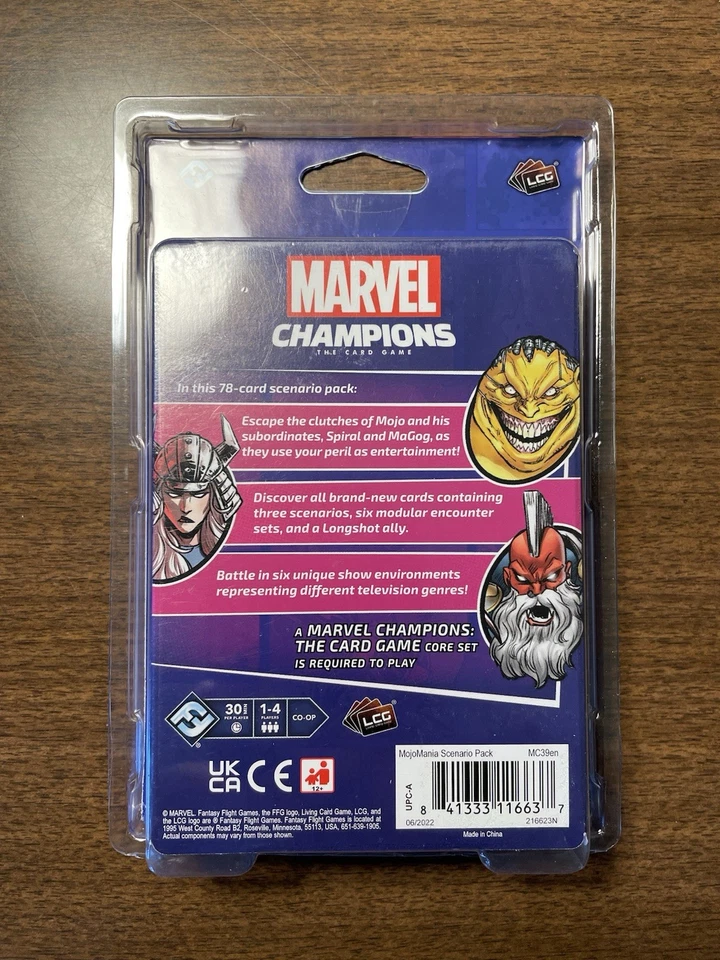 LCG
MARVEL
CHAMPIONS
THE CARD GAME
In this 78-card scenario pack:
Escape the clutches of Mojo and his
subordinates, Spiral and MaGog, as
they use your peril as entertainment!
Discover all brand-new cards containing
three scenarios, six modular encounter
sets, and a Longshot ally.
Battle in six unique show environments
representing different television genres!
A MARVEL CHAMPIONS:
THE CARD GAME CORE SET
IS REQUIRED TO PLAY
30 MIN
PER PLAYER
1-4
PLAYERS
CO-OP
LCG
UK
CA
CE
12+
MojoMania Scenario Pack MC39en
UPC-A
8 41333 11663 7
06/2022 216623N
Made in China
© MARVEL. Fantasy Flight Games, the FFG logo, Living Card Game, LCG, and
the LCG logo are ® Fantasy Flight Games. Fantasy Flight Games is located at
1995 West County Road B2, Roseville, Minnesota, 55113, USA, 651-639-1905.
Actual components may vary from those shown.